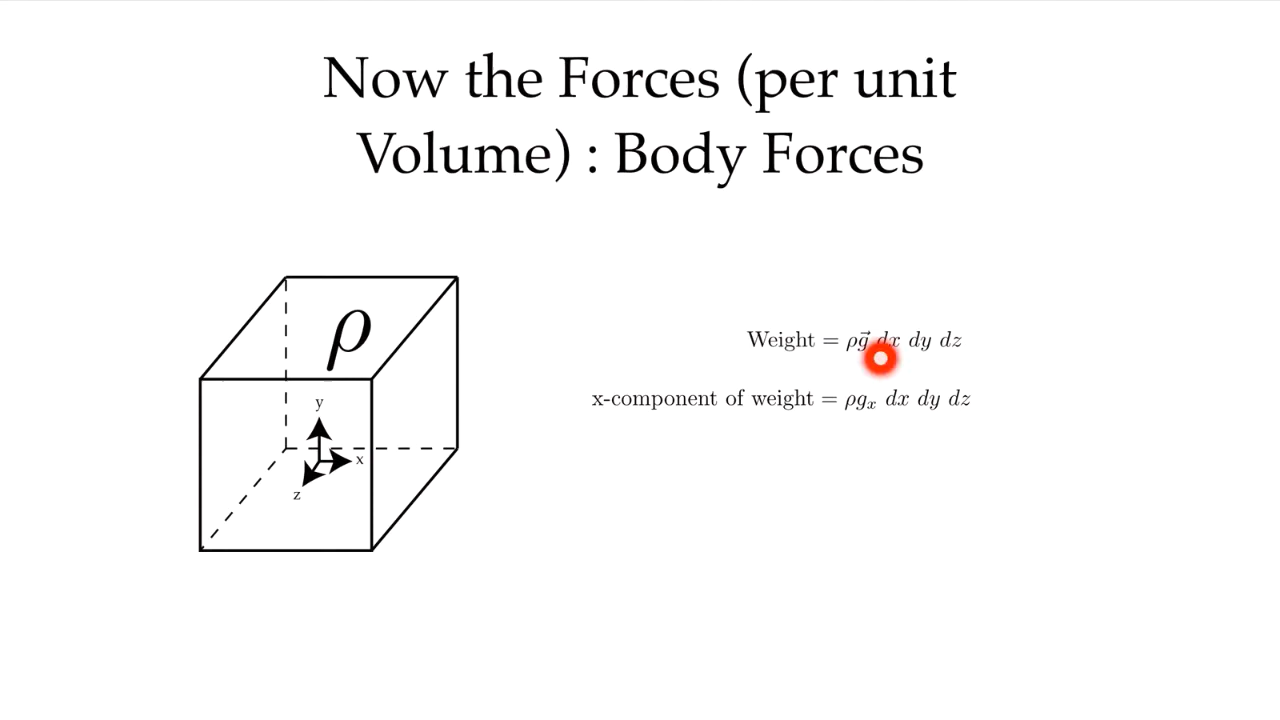 Now the Forces (per unit
Volume) : Body Forces
ρ
y
x
z
Weight = ρg⃗ dx dy dz
x-component of weight = ρgₓ dx dy dz